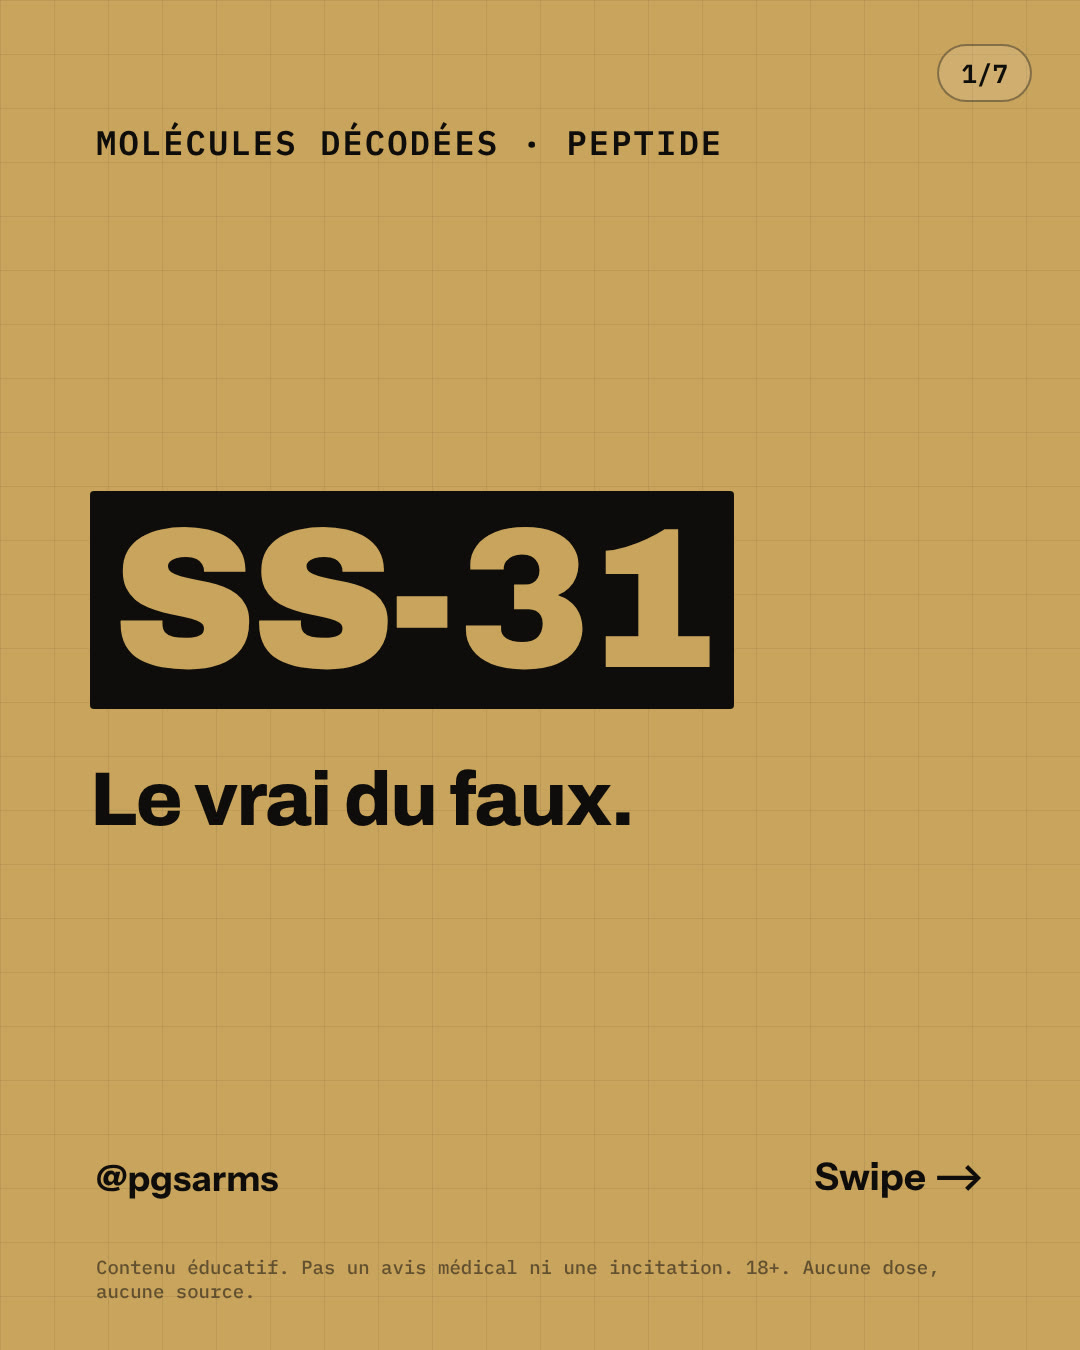 1/7
MOLÉCULES DÉCODÉES · PEPTIDE
SS-31
Le vrai du faux.
@pgsarms
Swipe →
Contenu éducatif. Pas un avis médical ni une incitation. 18+. Aucune dose,
aucune source.